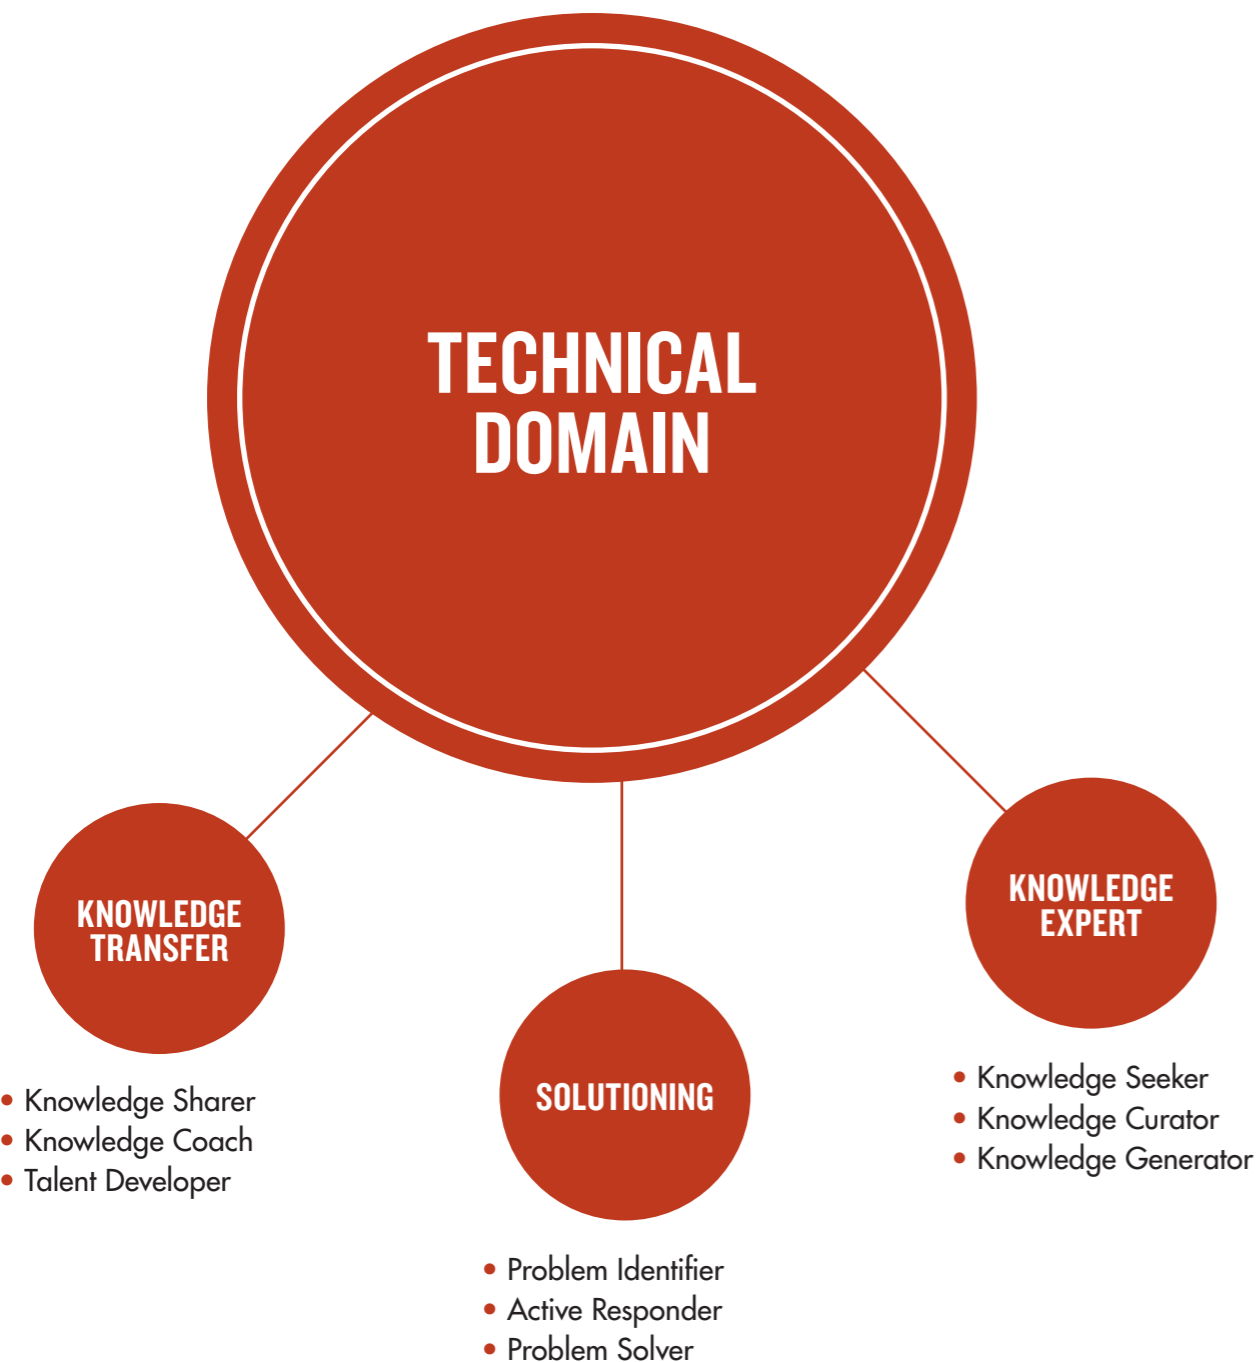 TECHNICAL
DOMAIN
KNOWLEDGE
TRANSFER
• Knowledge Sharer
• Knowledge Coach
• Talent Developer
SOLUTIONING
• Problem Identifier
• Active Responder
• Problem Solver
KNOWLEDGE
EXPERT
• Knowledge Seeker
• Knowledge Curator
• Knowledge Generator